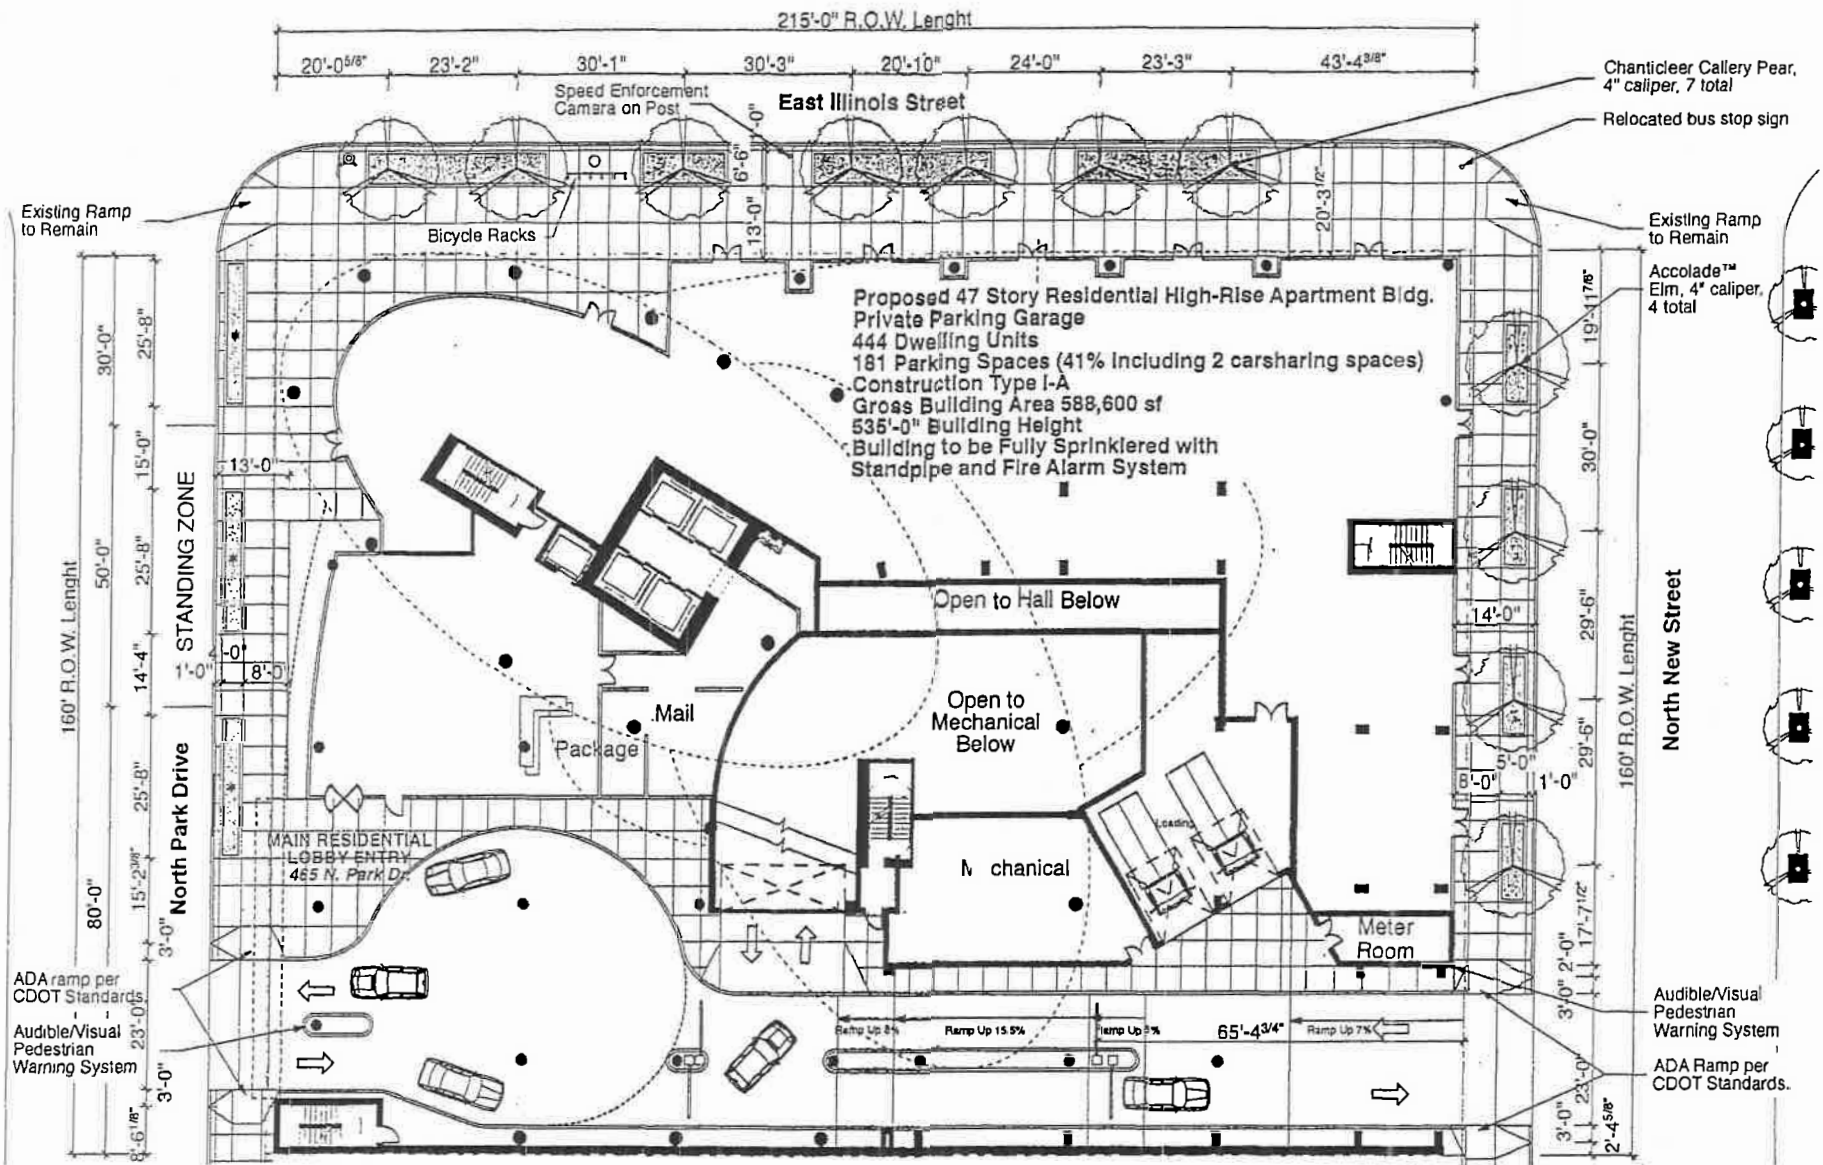 215'-0" R.O.W. Lenght
20'-0 5/8"
23'-2"
30'-1"
30'-3"
20'-10"
24'-0"
23'-3"
43'-4 3/8"
Speed Enforcement
Camera on Post
East Illinois Street
Chanticleer Callery Pear,
4" caliper, 7 total
Relocated bus stop sign
1'-0"
6'-6"
13'-0"
20'-3 1/2"
Existing Ramp
to Remain
Bicycle Racks
Existing Ramp
to Remain
Accolade™
Elm, 4" caliper,
4 total
Proposed 47 Story Residential High-Rise Apartment Bldg.
Private Parking Garage
444 Dwelling Units
181 Parking Spaces (41% including 2 carsharing spaces)
Construction Type I-A
Gross Building Area 588,600 sf
535'-0" Building Height
Building to be Fully Sprinklered with
Standpipe and Fire Alarm System
160' R.O.W. Lenght
30'-0"
50'-0"
80'-0"
25'-8"
15'-0"
25'-8"
14'-4"
25'-8"
15'-2 3/8"
3'-0"
23'-0"
3'-0"
8'-6 1/8"
STANDING ZONE
North Park Drive
13'-0"
-0"
1'-0"
8'-0"
Open to Hall Below
Open to
Mechanical
Below
Mail
Package
MAIN RESIDENTIAL
LOBBY ENTRY
465 N. Park Dr.
M chanical
Loading
Meter
Room
19'-11 7/8"
30'-0"
29'-6"
29'-6"
17'-7 1/2"
2'-0"
3'-0"
23'-0"
3'-0"
2'-4 5/8"
14'-0"
5'-0"
8'-0"
1'-0"
160' R.O.W. Lenght
North New Street
ADA ramp per
CDOT Standards.
Audible/Visual
Pedestrian
Warning System
Ramp Up 8%
Ramp Up 15.5%
Ramp Up %
65'-4 3/4"
Ramp Up 7%
Audible/Visual
Pedestrian
Warning System
ADA Ramp per
CDOT Standards.